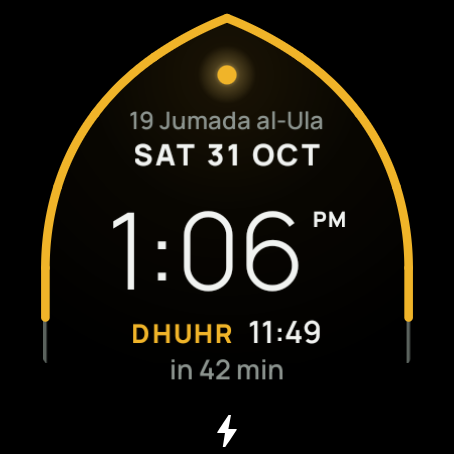 19 Jumada al-Ula
SAT 31 OCT
1:06 PM
DHUHR 11:49
in 42 min